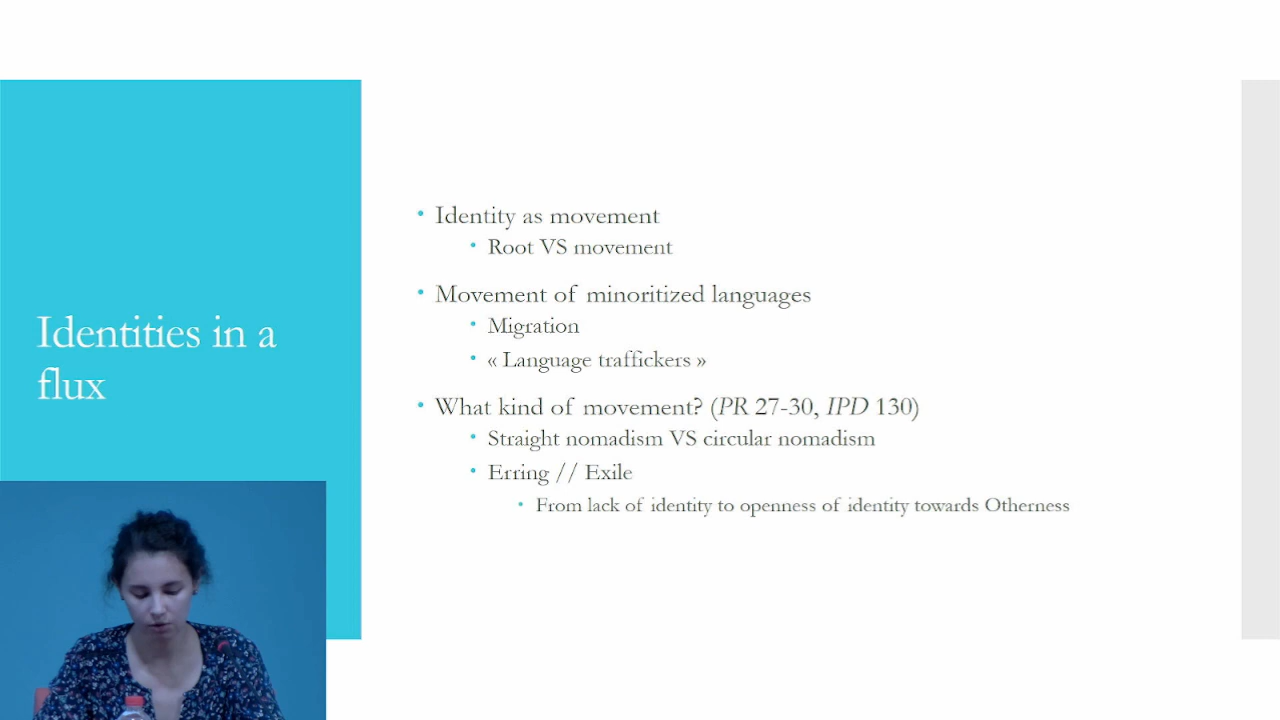 Identities in a
flux
Identity as movement
Root VS movement
Movement of minoritized languages
Migration
« Language traffickers »
What kind of movement? (PR 27-30, IPD 130)
Straight nomadism VS circular nomadism
Erring // Exile
From lack of identity to openness of identity towards Otherness